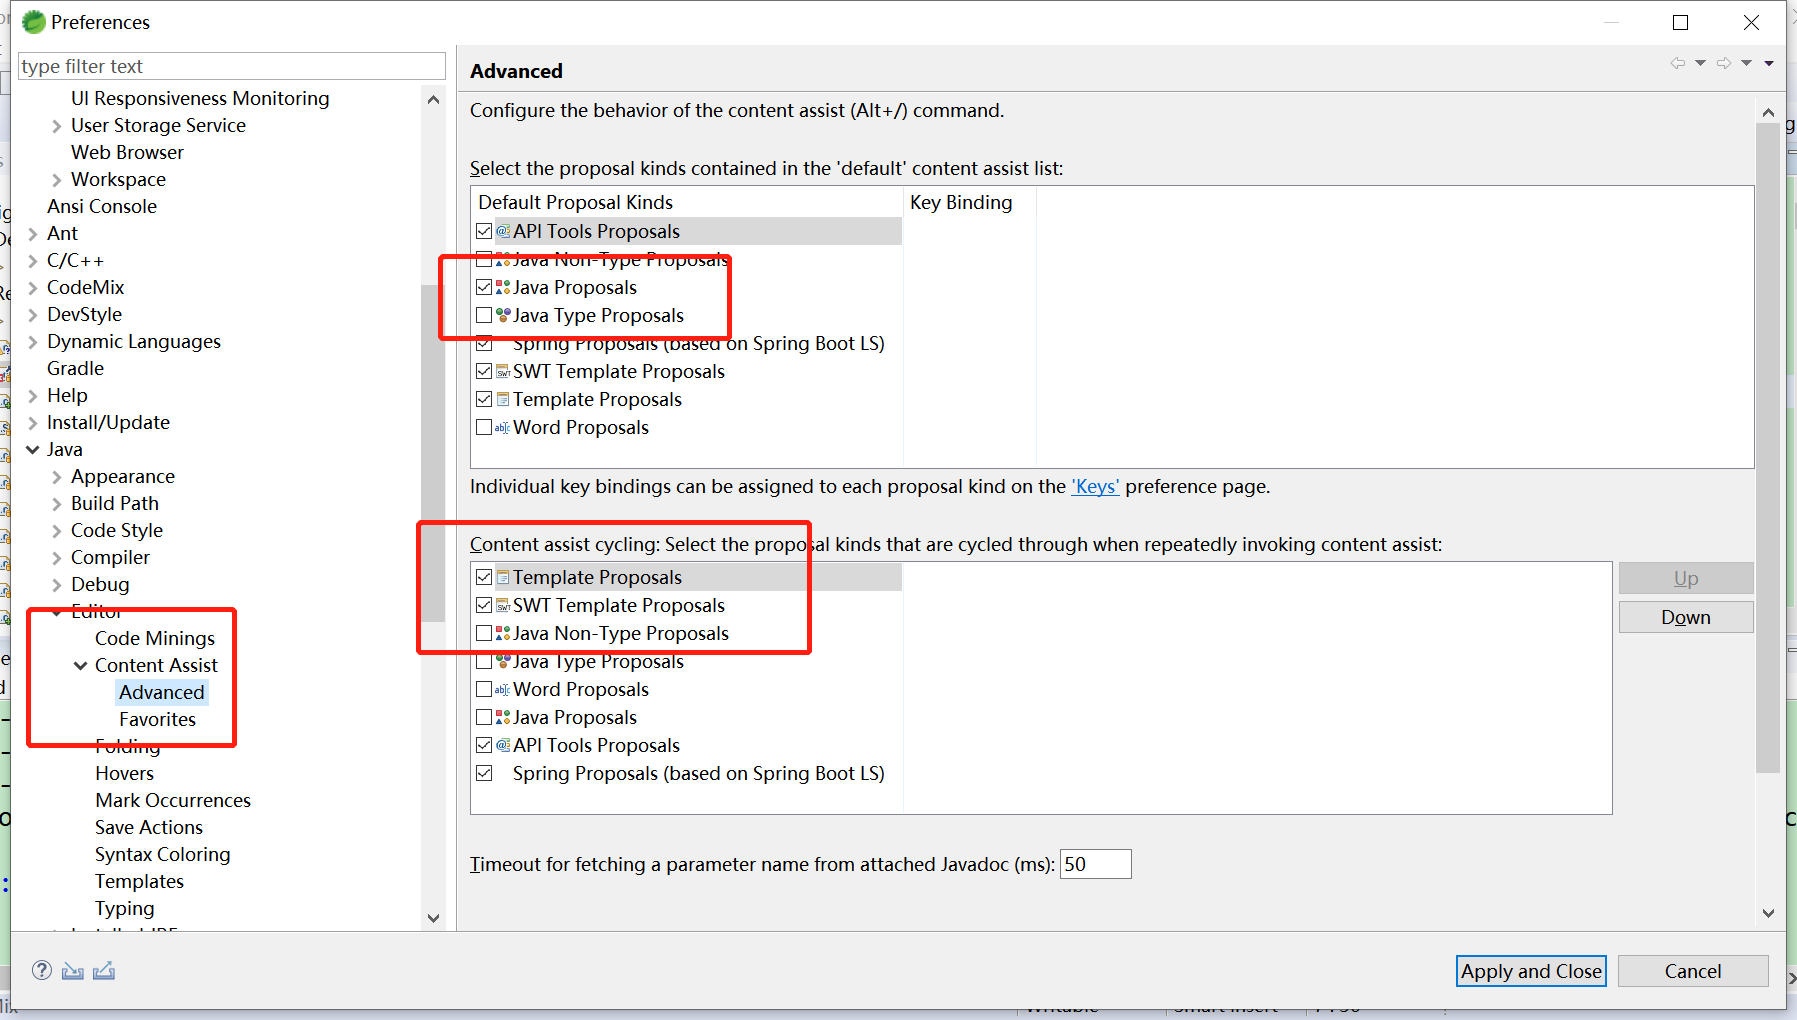 Preferences
type filter text
UI Responsiveness Monitoring
User Storage Service
Web Browser
Workspace
Ansi Console
Ant
C/C++
CodeMix
DevStyle
Dynamic Languages
Gradle
Help
Install/Update
Java
Appearance
Build Path
Code Style
Compiler
Debug
Editor
Code Minings
Content Assist
Advanced
Favorites
Folding
Hovers
Mark Occurrences
Save Actions
Syntax Coloring
Templates
Typing
Advanced
Configure the behavior of the content assist (Alt+/) command.
Select the proposal kinds contained in the 'default' content assist list:
Default Proposal Kinds Key Binding
API Tools Proposals
Java Non-Type Proposals
Java Proposals
Java Type Proposals
Spring Proposals (based on Spring Boot LS)
SWT Template Proposals
Template Proposals
Word Proposals
Individual key bindings can be assigned to each proposal kind on the 'Keys' preference page.
Content assist cycling: Select the proposal kinds that are cycled through when repeatedly invoking content assist:
Template Proposals
SWT Template Proposals
Java Non-Type Proposals
Java Type Proposals
Word Proposals
Java Proposals
API Tools Proposals
Spring Proposals (based on Spring Boot LS)
Up
Down
Timeout for fetching a parameter name from attached Javadoc (ms): 50
Apply and Close
Cancel